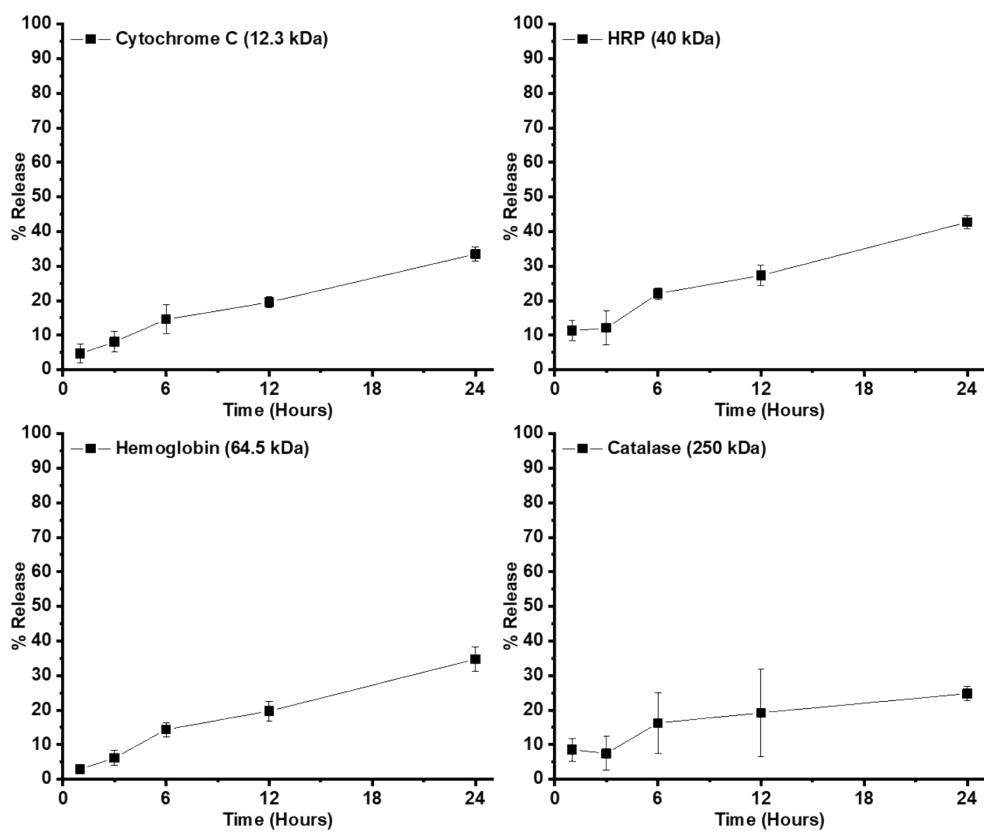 Cytochrome C (12.3 kDa)
100
90
80
70
60
50
40
30
20
10
0
% Release
0 6 12 18 24
Time (Hours)
HRP (40 kDa)
100
90
80
70
60
50
40
30
20
10
0
% Release
0 6 12 18 24
Time (Hours)
Hemoglobin (64.5 kDa)
100
90
80
70
60
50
40
30
20
10
0
% Release
0 6 12 18 24
Time (Hours)
Catalase (250 kDa)
100
90
80
70
60
50
40
30
20
10
0
% Release
0 6 12 18 24
Time (Hours)